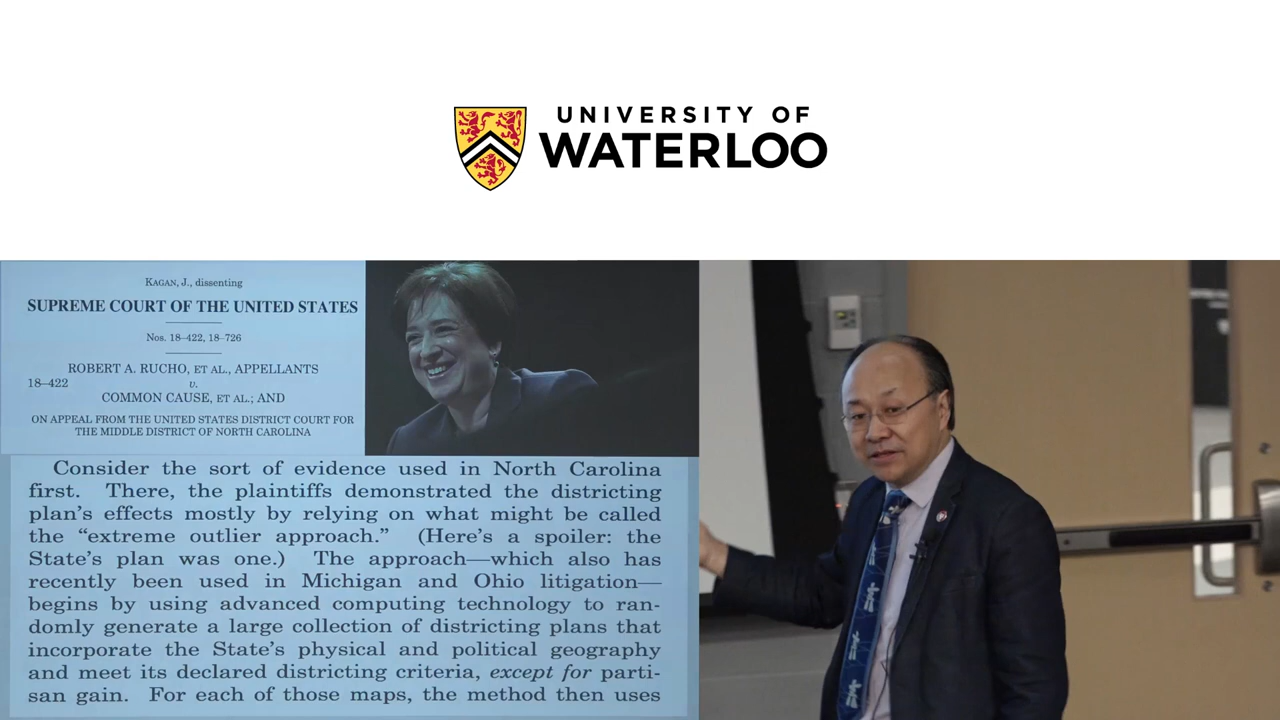 UNIVERSITY OF
WATERLOO
KAGAN, J., dissenting
SUPREME COURT OF THE UNITED STATES
Nos. 18–422, 18–726
ROBERT A. RUCHO, ET AL., APPELLANTS
18–422 v.
COMMON CAUSE, ET AL.; AND
ON APPEAL FROM THE UNITED STATES DISTRICT COURT FOR
THE MIDDLE DISTRICT OF NORTH CAROLINA
Consider the sort of evidence used in North Carolina
first. There, the plaintiffs demonstrated the districting
plan's effects mostly by relying on what might be called
the “extreme outlier approach.” (Here's a spoiler: the
State's plan was one.) The approach—which also has
recently been used in Michigan and Ohio litigation—
begins by using advanced computing technology to ran-
domly generate a large collection of districting plans that
incorporate the State's physical and political geography
and meet its declared districting criteria, except for parti-
san gain. For each of those maps, the method then uses